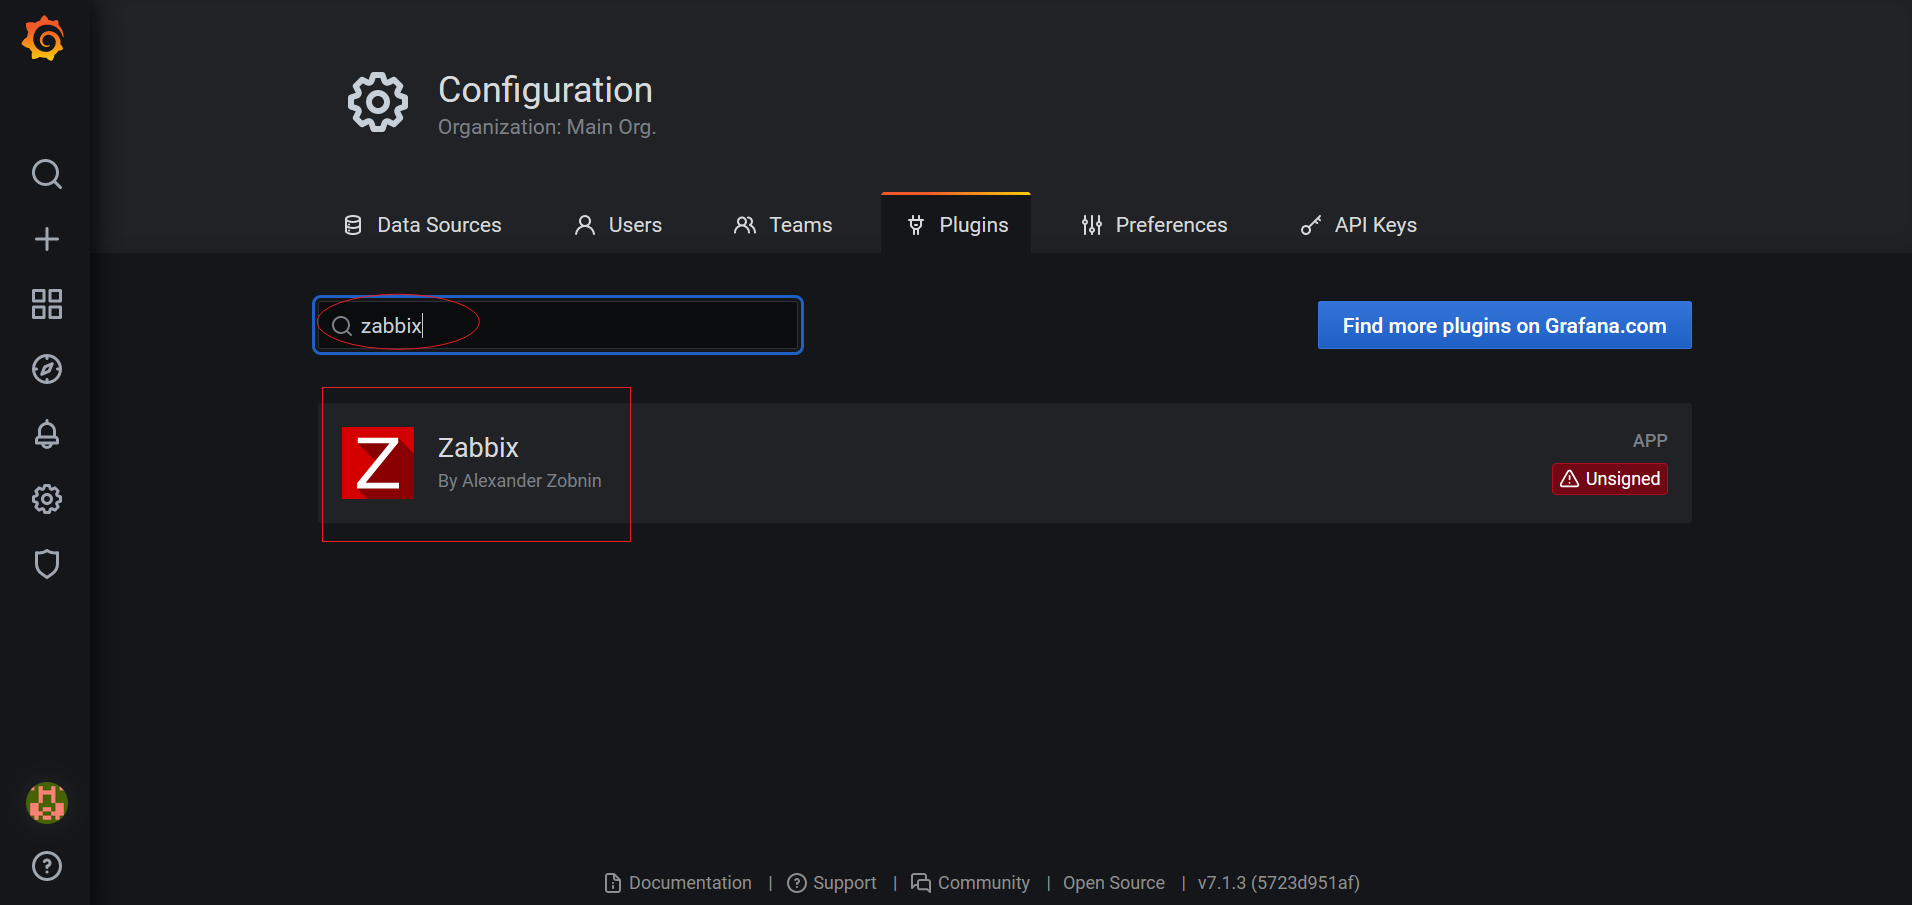 Configuration
Organization: Main Org.
Data Sources
Users
Teams
Plugins
Preferences
API Keys
zabbix
Find more plugins on Grafana.com
Z
Zabbix
By Alexander Zobnin
APP
Unsigned
Documentation | Support | Community | Open Source | v7.1.3 (5723d951af)